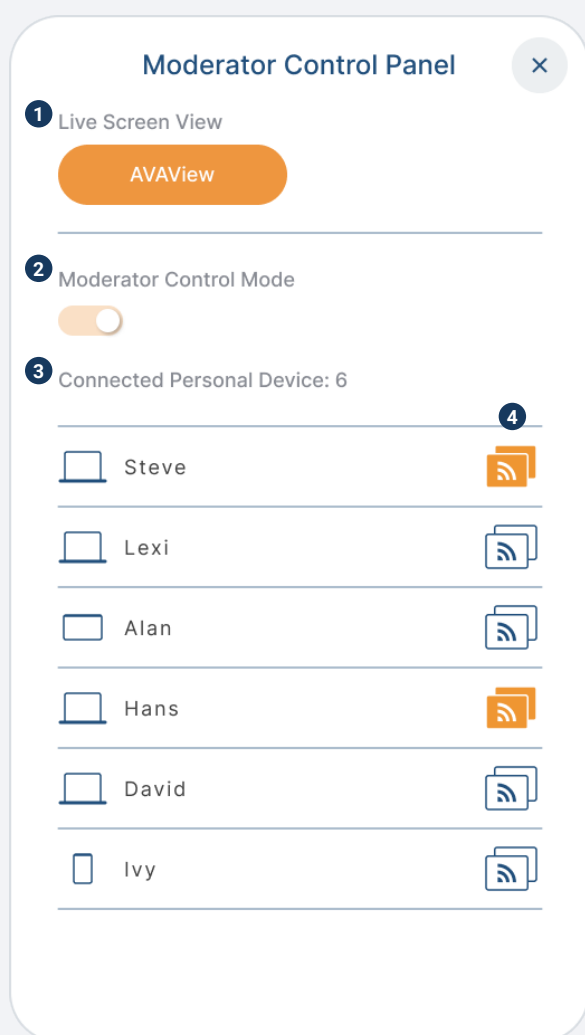 Moderator Control Panel
1
Live Screen View
AVAView
2
Moderator Control Mode
3
Connected Personal Device: 6
4
Steve
Lexi
Alan
Hans
David
Ivy